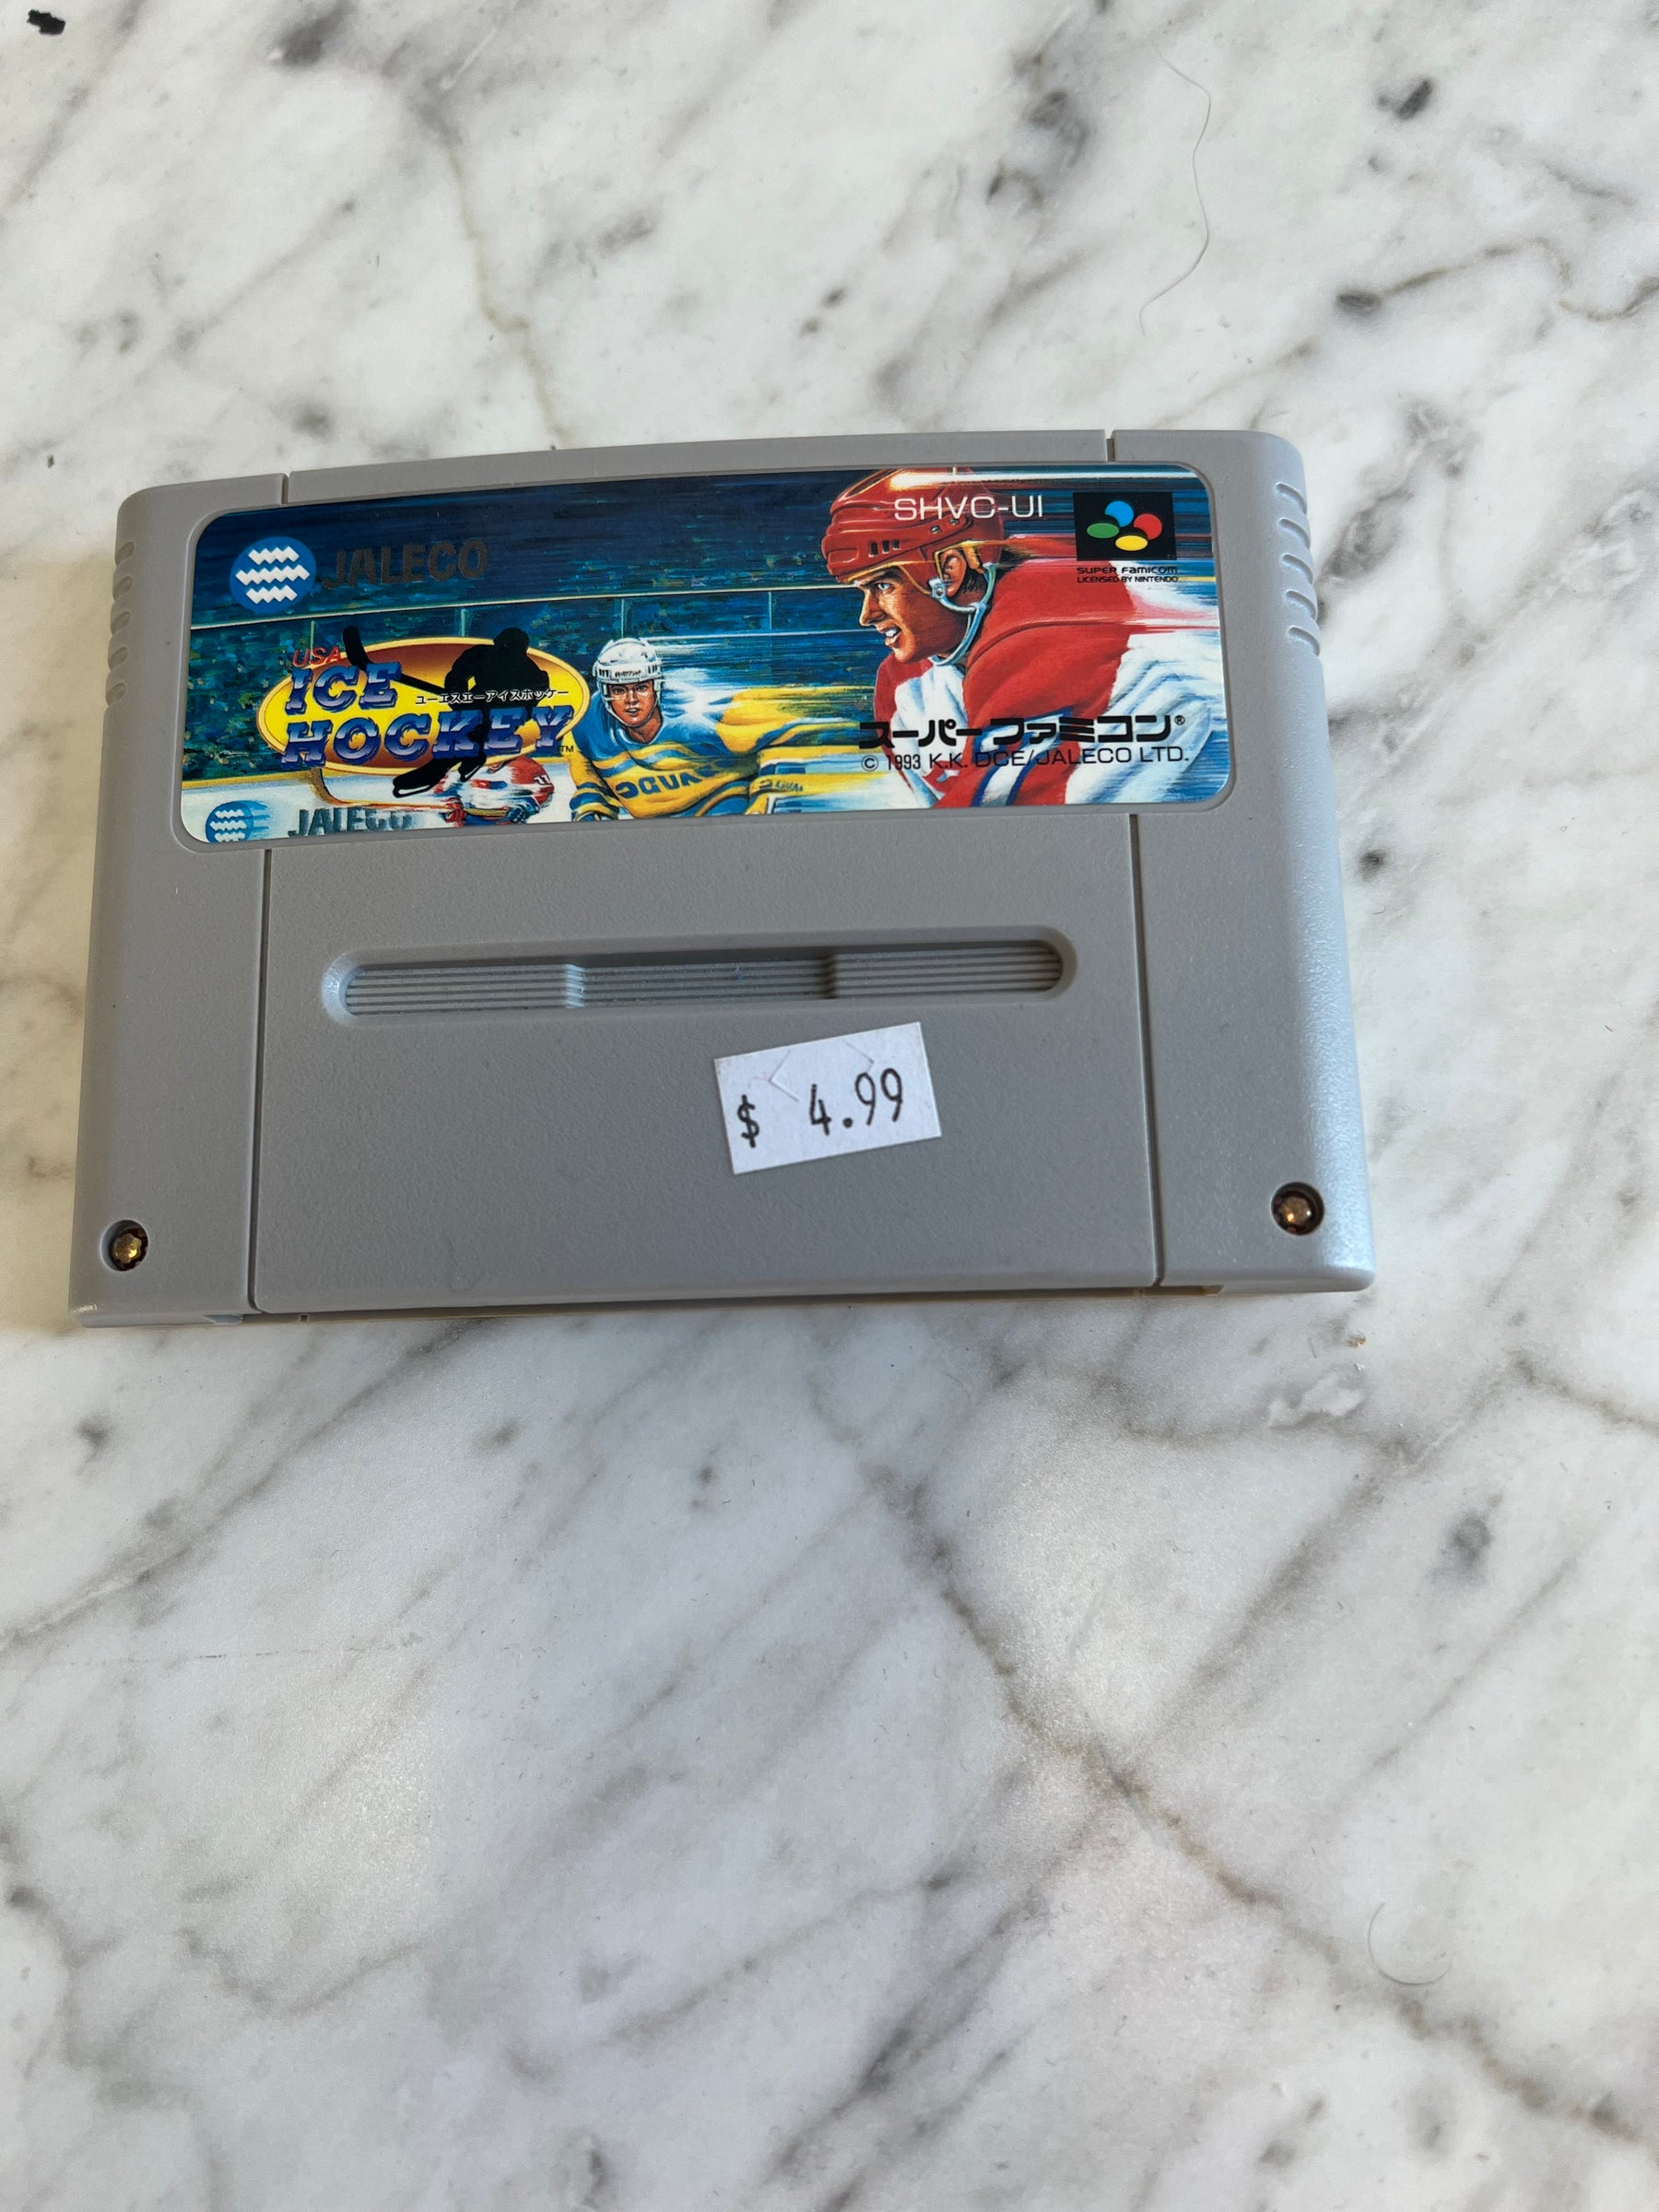 JALECO
SHVC-UI
SUPER FAMICOM
LICENSED BY NINTENDO
USA
ICE
ユーエスエーアイスホッケー
HOCKEY™
スーパーファミコン®
© 1993 K.K. DCE/JALECO LTD.
JALECO
$ 4.99